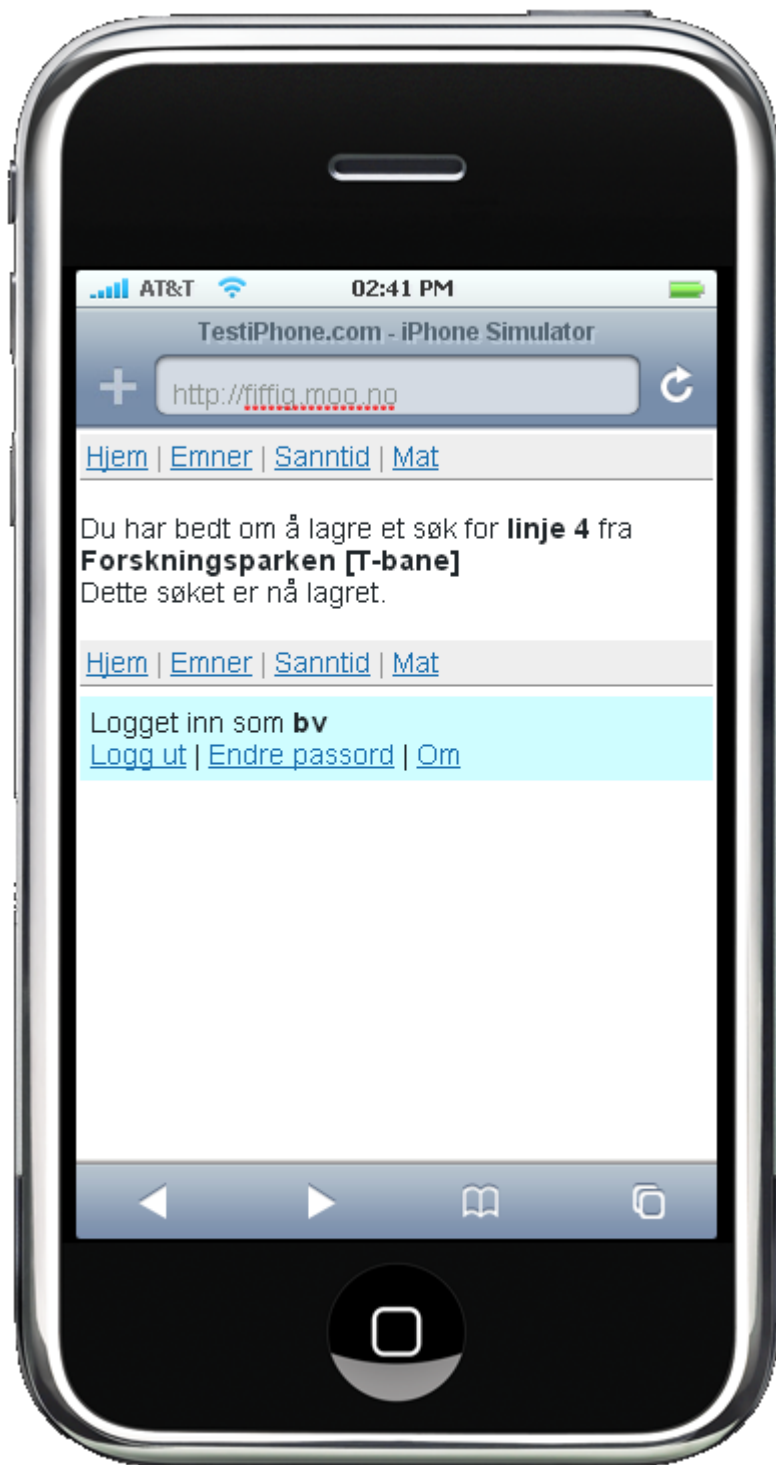 AT&T 02:41 PM
TestiPhone.com - iPhone Simulator
http://fiffig.moo.no
Hjem | Emner | Sanntid | Mat
Du har bedt om å lagre et søk for linje 4 fra
Forskningsparken [T-bane]
Dette søket er nå lagret.
Hjem | Emner | Sanntid | Mat
Logget inn som bv
Logg ut | Endre passord | Om